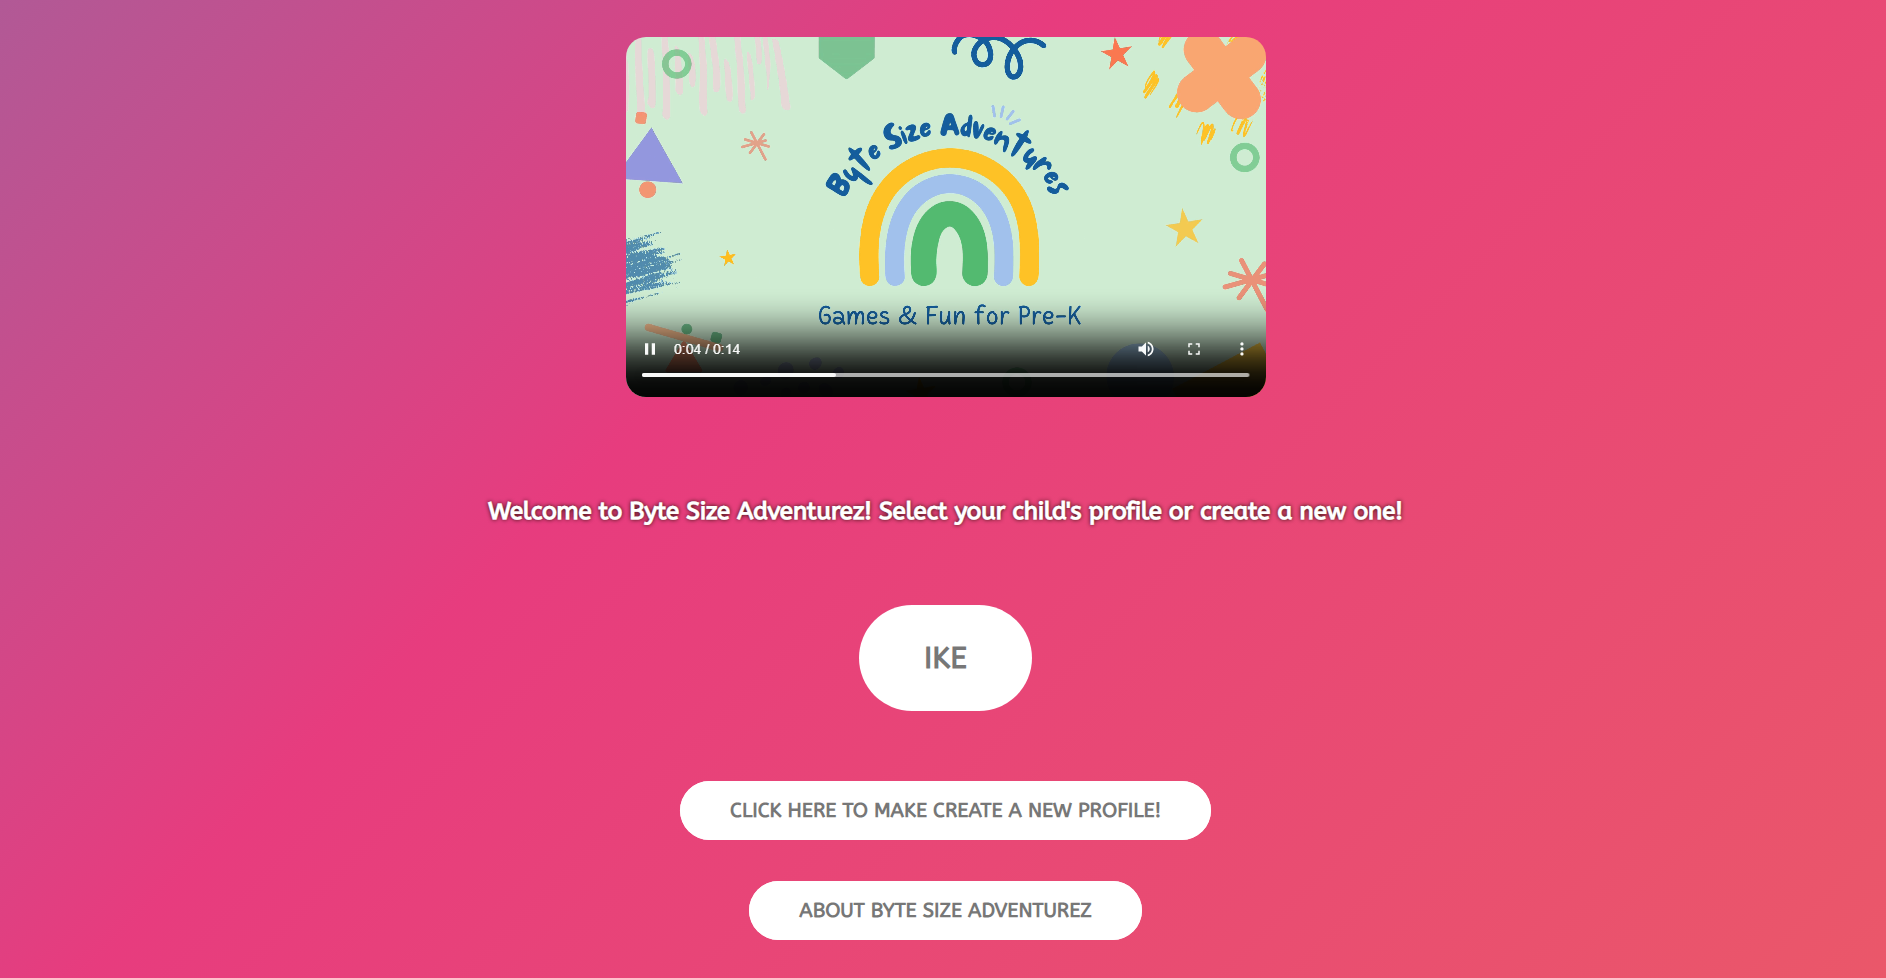 Byte Size Adventures
Games & Fun for Pre-K
0:04 / 0:14
Welcome to Byte Size Adventurez! Select your child's profile or create a new one!
IKE
CLICK HERE TO MAKE CREATE A NEW PROFILE!
ABOUT BYTE SIZE ADVENTUREZ